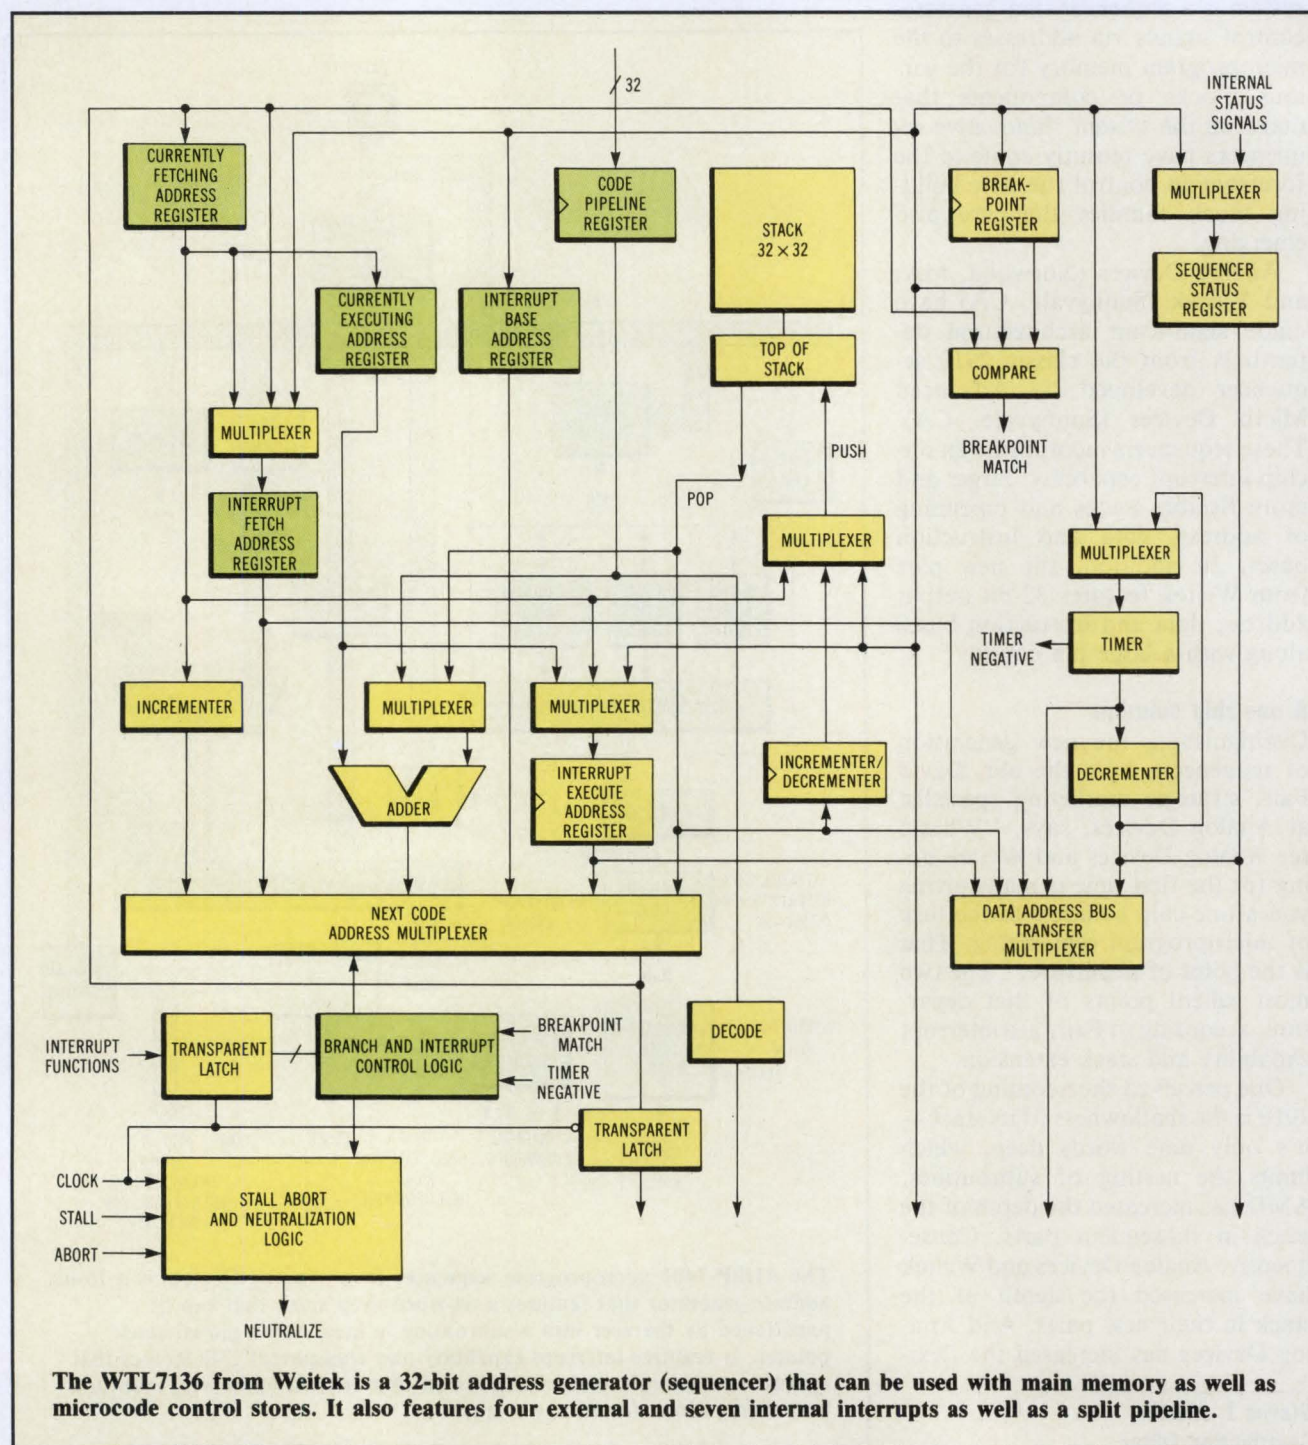 32
INTERNAL
STATUS
SIGNALS
CURRENTLY
FETCHING
ADDRESS
REGISTER
CODE
PIPELINE
REGISTER
STACK
32 × 32
BREAK-
POINT
REGISTER
MUTLIPLEXER
SEQUENCER
STATUS
REGISTER
CURRENTLY
EXECUTING
ADDRESS
REGISTER
INTERRUPT
BASE
ADDRESS
REGISTER
TOP OF
STACK
COMPARE
MULTIPLEXER
PUSH
BREAKPOINT
MATCH
POP
INTERRUPT
FETCH
ADDRESS
REGISTER
MULTIPLEXER
MULTIPLEXER
TIMER
NEGATIVE
TIMER
INCREMENTER
MULTIPLEXER
MULTIPLEXER
INCREMENTER/
DECREMENTER
DECREMENTER
ADDER
INTERRUPT
EXECUTE
ADDRESS
REGISTER
NEXT CODE
ADDRESS MULTIPLEXER
DATA ADDRESS BUS
TRANSFER
MULTIPLEXER
INTERRUPT
FUNCTIONS
TRANSPARENT
LATCH
BRANCH AND INTERRUPT
CONTROL LOGIC
BREAKPOINT
MATCH
TIMER
NEGATIVE
DECODE
TRANSPARENT
LATCH
CLOCK
STALL
ABORT
STALL ABORT
AND NEUTRALIZATION
LOGIC
NEUTRALIZE
The WTL7136 from Weitek is a 32-bit address generator (sequencer) that can be used with main memory as well as
microcode control stores. It also features four external and seven internal interrupts as well as a split pipeline.